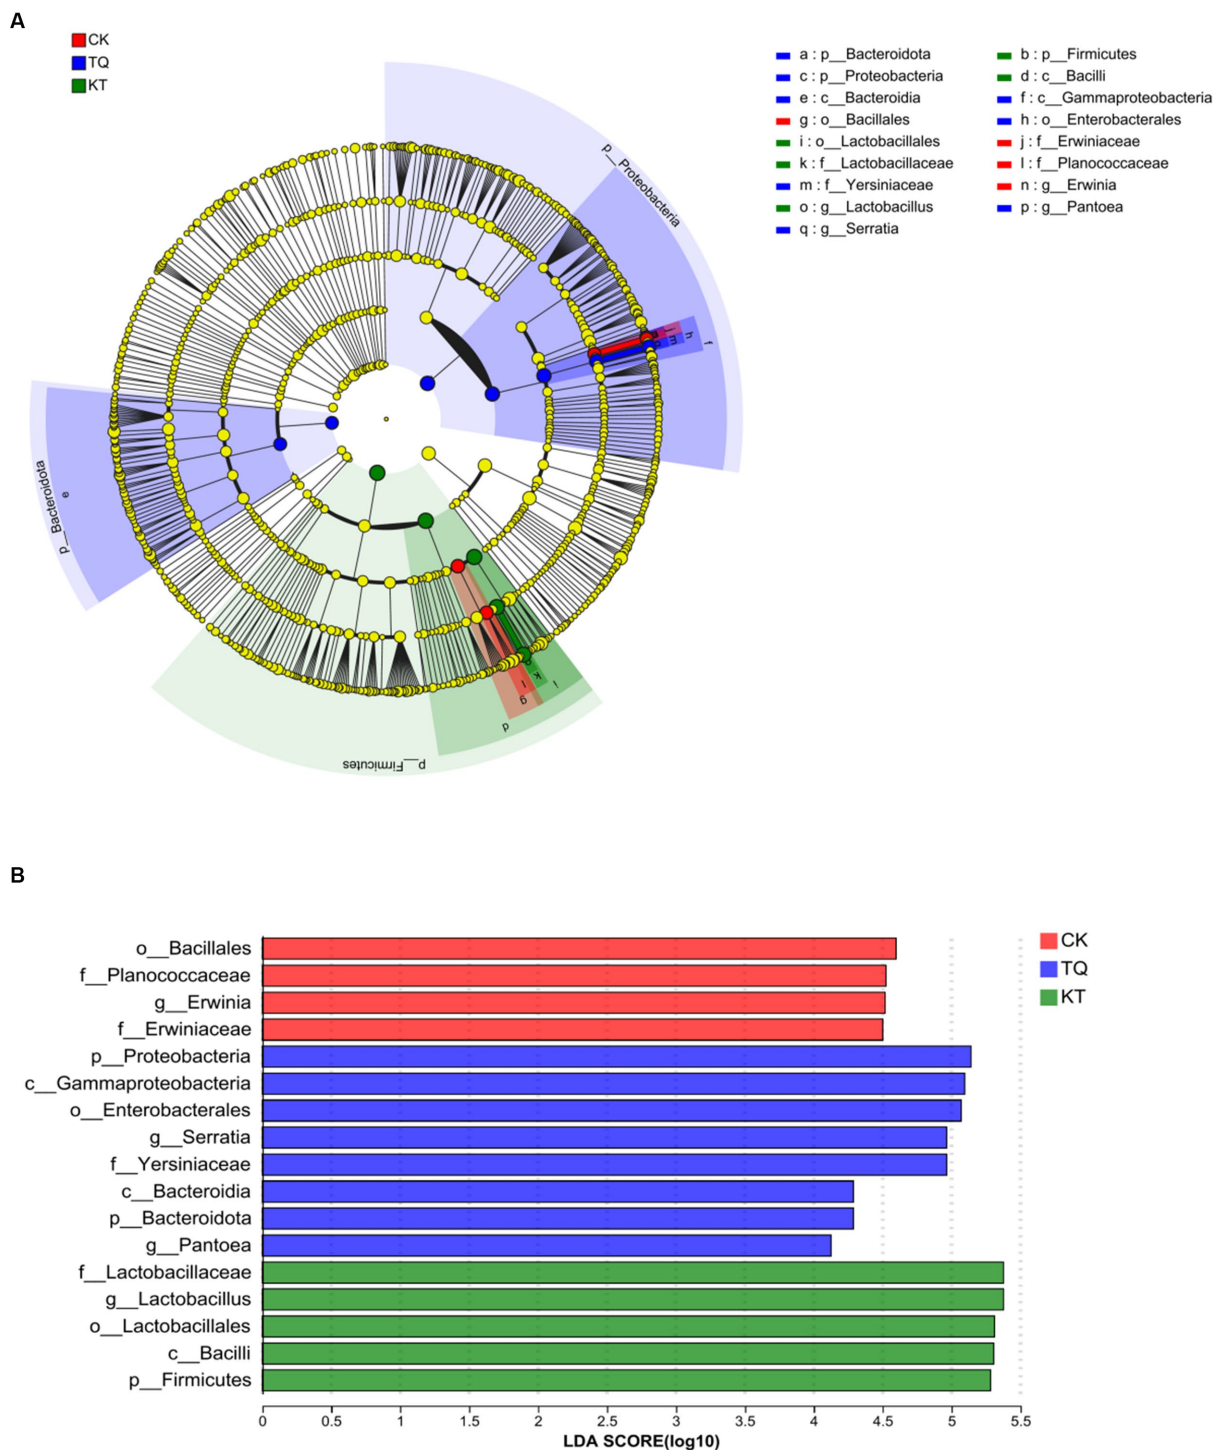 A
CK
TQ
KT
a : p__Bacteroidota
b : p__Firmicutes
c : p__Proteobacteria
d : c__Bacilli
e : c__Bacteroidia
f : c__Gammaproteobacteria
g : o__Bacillales
h : o__Enterobacterales
i : o__Lactobacillales
j : f__Erwiniaceae
k : f__Lactobacillaceae
l : f__Planococcaceae
m : f__Yersiniaceae
n : g__Erwinia
o : g__Lactobacillus
p : g__Pantoea
q : g__Serratia
p__Proteobacteria
j
m
h
f
p__Bacteroidota
e
k
i
l
g
d
p__Firmicutes
B
CK
TQ
KT
o__Bacillales
f__Planococcaceae
g__Erwinia
f__Erwiniaceae
p__Proteobacteria
c__Gammaproteobacteria
o__Enterobacterales
g__Serratia
f__Yersiniaceae
c__Bacteroidia
p__Bacteroidota
g__Pantoea
f__Lactobacillaceae
g__Lactobacillus
o__Lactobacillales
c__Bacilli
p__Firmicutes
0 0.5 1 1.5 2 2.5 3 3.5 4 4.5 5 5.5
LDA SCORE(log10)